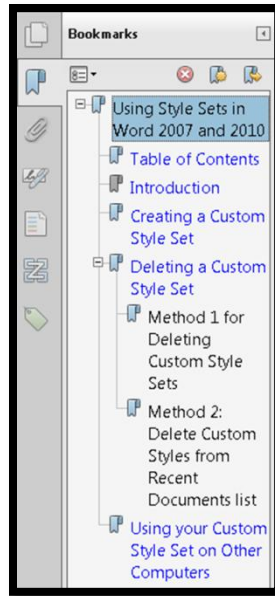 Bookmarks
Using Style Sets in
Word 2007 and 2010
Table of Contents
Introduction
Creating a Custom
Style Set
Deleting a Custom
Style Set
Method 1 for
Deleting
Custom Style
Sets
Method 2:
Delete Custom
Styles from
Recent
Documents list
Using your Custom
Style Set on Other
Computers